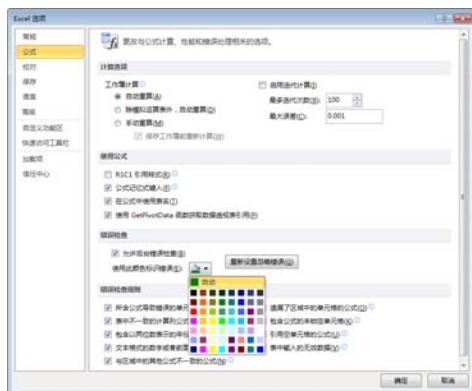 Excel 选项
常规
公式
校对
保存
语言
高级
自定义功能区
快速访问工具栏
加载项
信任中心
更改与公式计算、性能和错误处理相关的选项。
计算选项
工作簿计算
自动重算(A)
除模拟运算表外，自动重算(D)
手动重算(M)
保存工作簿前重新计算(W)
启用迭代计算(I)
最多迭代次数(X): 100
最大误差(C): 0.001
使用公式
R1C1 引用样式(R)
公式记忆式键入(F)
在公式中使用表名(T)
使用 GetPivotData 函数获取数据透视表引用(P)
错误检查
允许后台错误检查(B)
使用此颜色标识错误(E):
重新设置忽略错误(G)
自动
错误检查规则
所含公式导致错误的单元 遗漏了区域中的单元格的公式(O)
表中不一致的计算列公式 包含公式的未锁定单元格(K)
包含以两位数表示的年份 引用空单元格的公式(U)
文本格式的数字或者前面 表中输入的无效数据(V)
与区域中的其他公式不一致的公式(N)
确定 取消